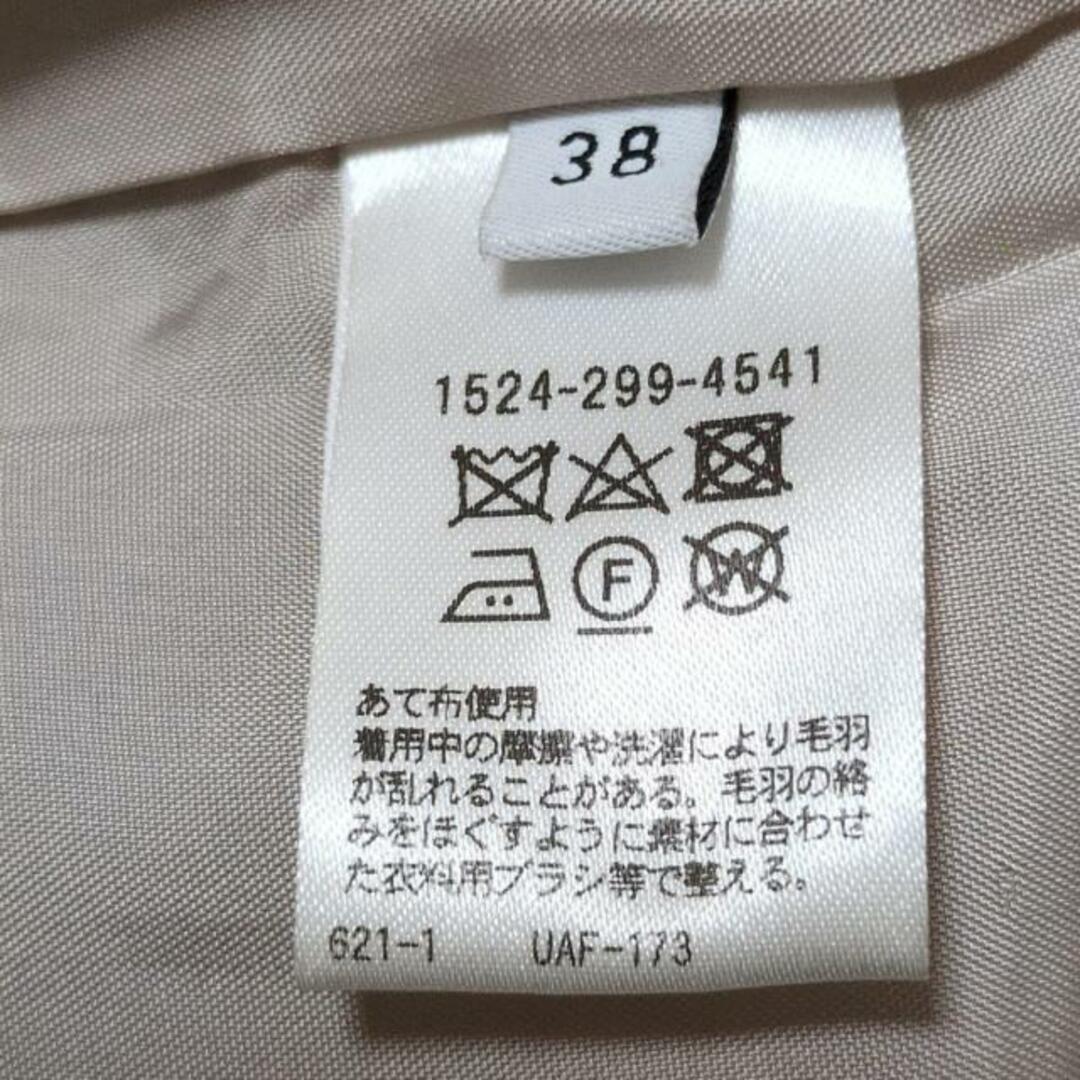 38
1524-299-4541
F
W
あて布使用
着用中の摩擦や洗濯により毛羽
が乱れることがある。毛羽の絡
みをほぐすように素材に合わせ
た衣料用ブラシ等で整える。
621-1 UAF-173